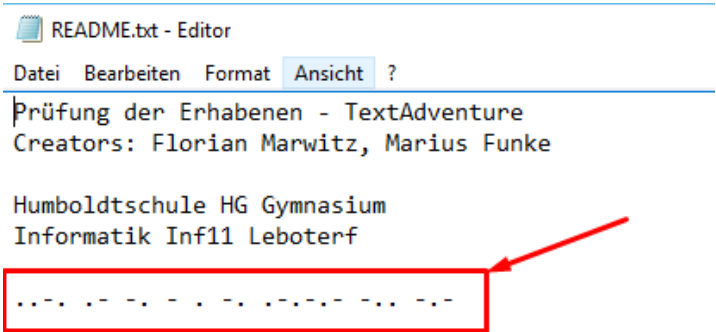 README.txt - Editor
Datei Bearbeiten Format Ansicht ?
Prüfung der Erhabenen - TextAdventure
Creators: Florian Marwitz, Marius Funke
Humboldtschule HG Gymnasium
Informatik Inf11 Leboterf
..-. .- -. - . -. .-.-.- -.. -.-